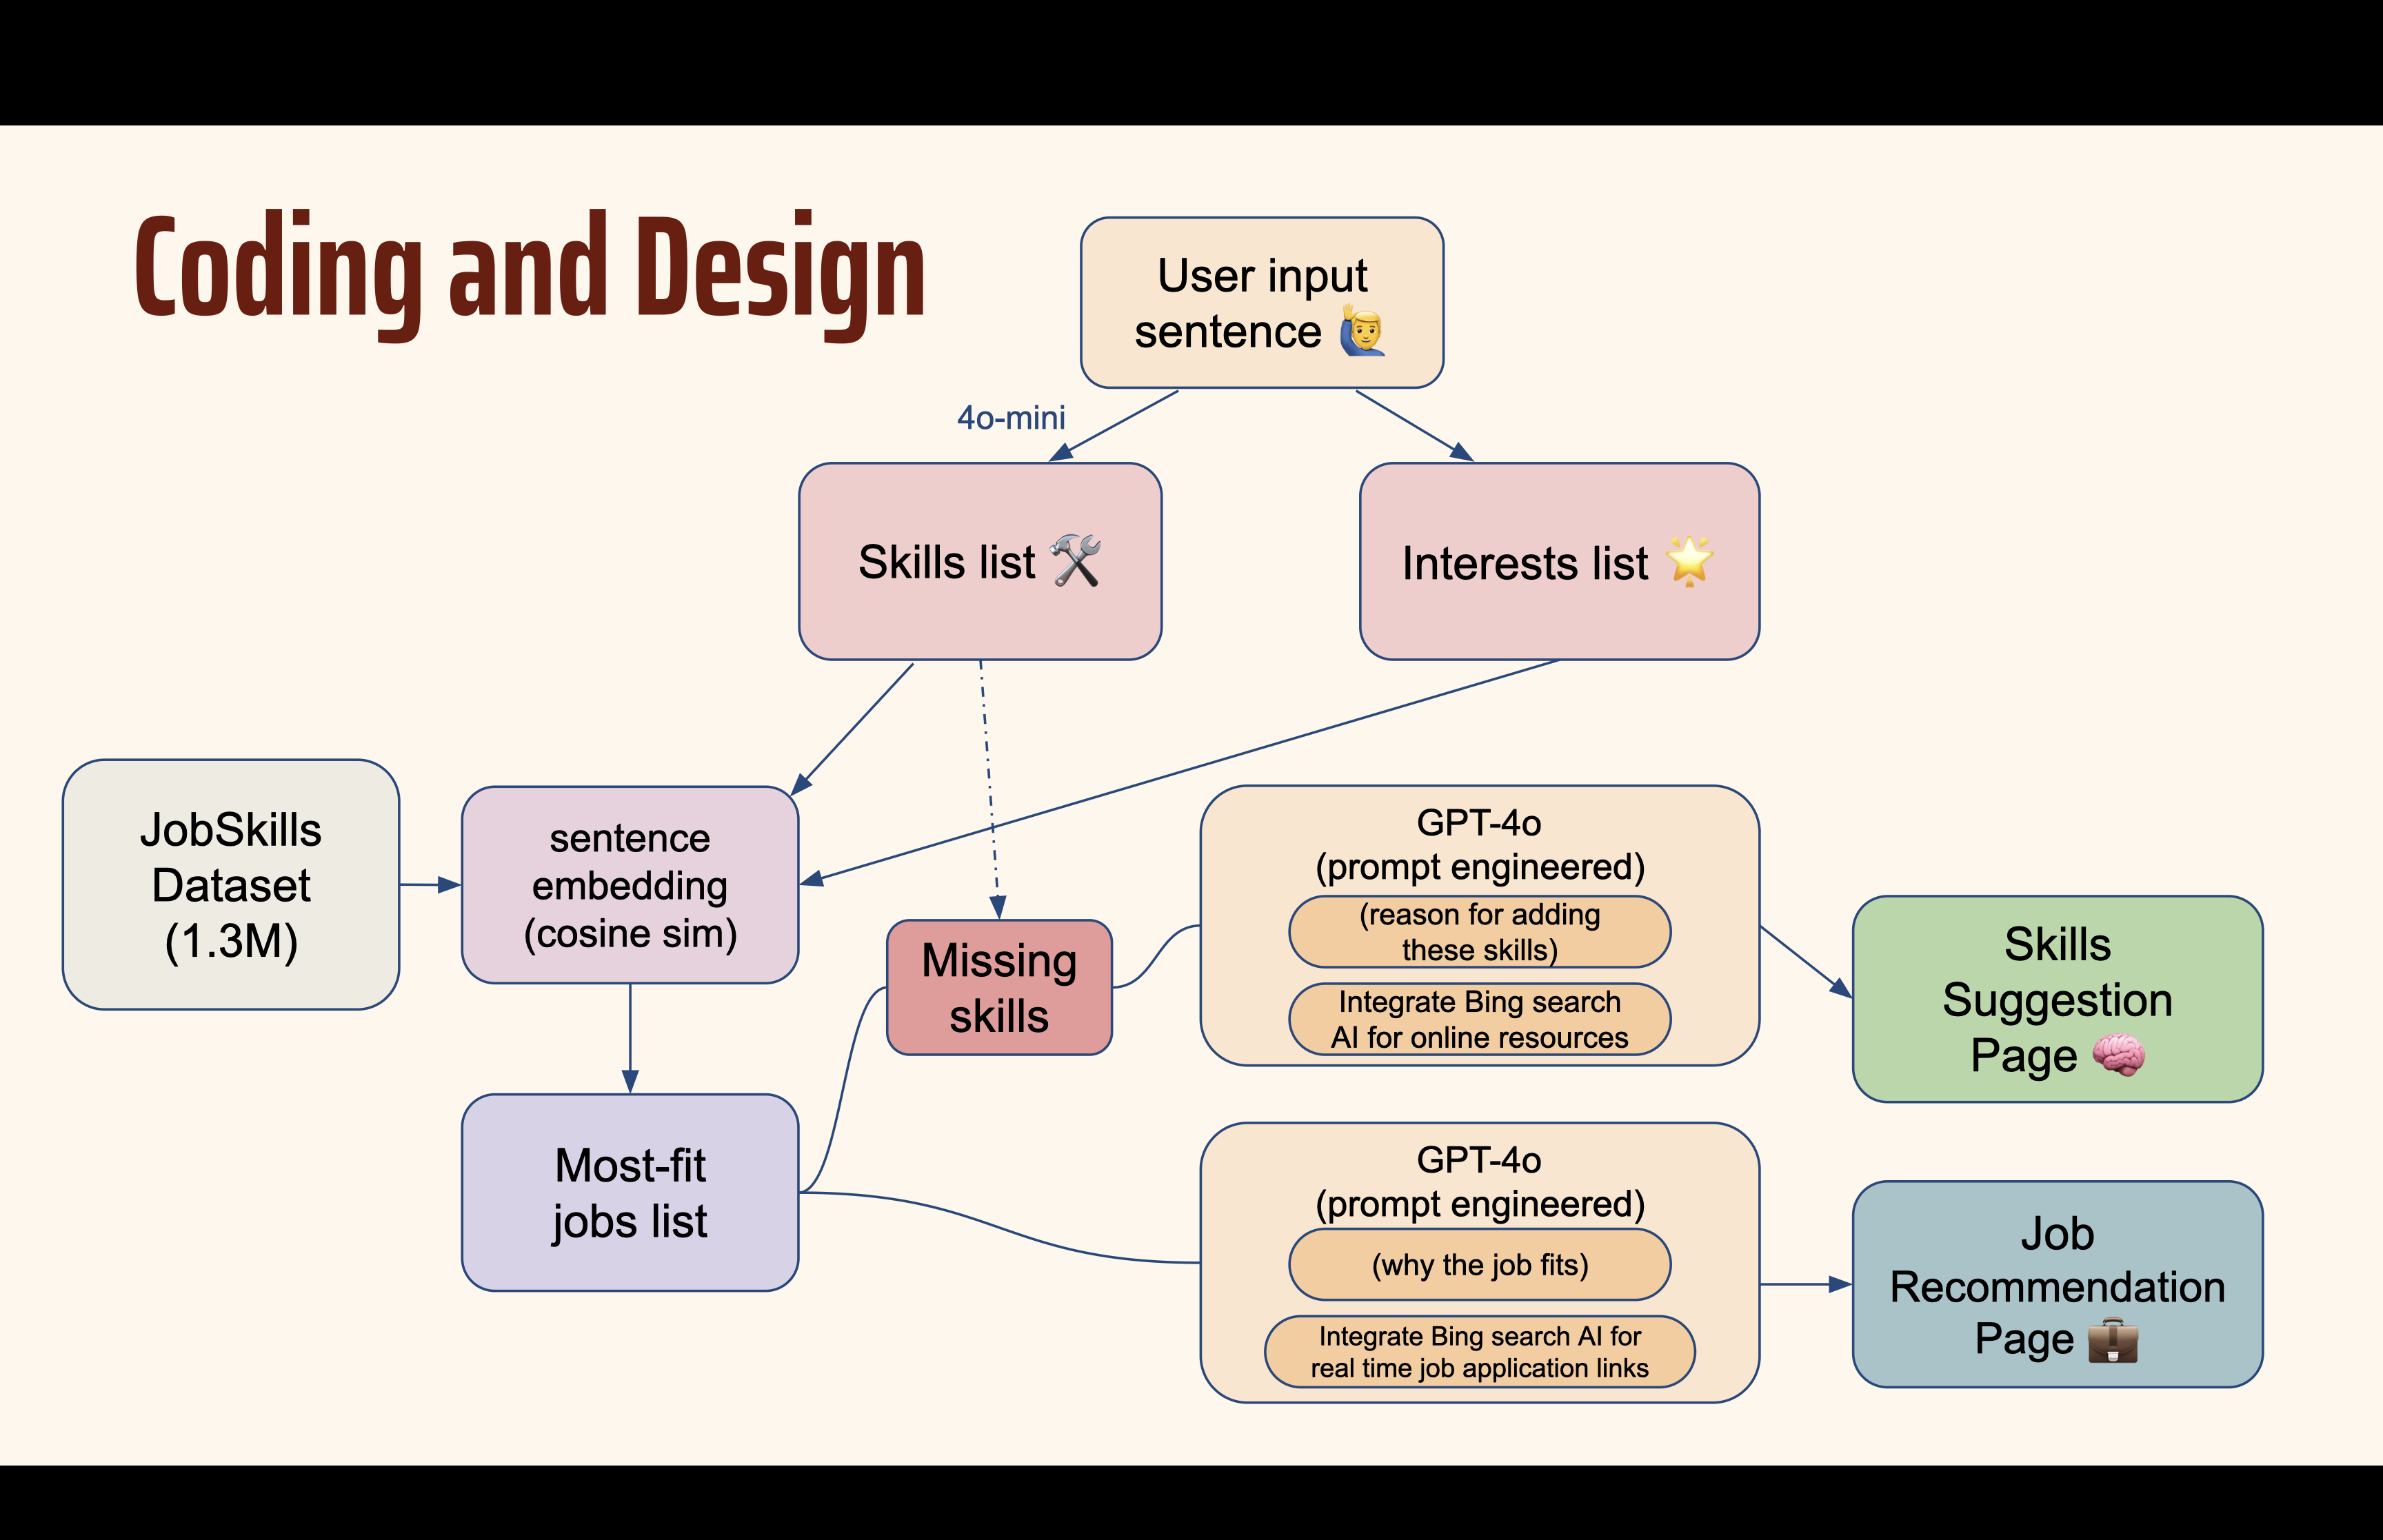 Coding and Design
User input
sentence 🙋‍♂️
4o-mini
Skills list 🛠️
Interests list 🌟
JobSkills
Dataset
(1.3M)
sentence
embedding
(cosine sim)
Missing
skills
GPT-4o
(prompt engineered)
(reason for adding
these skills)
Integrate Bing search
AI for online resources
Skills
Suggestion
Page 🧠
Most-fit
jobs list
GPT-4o
(prompt engineered)
(why the job fits)
Integrate Bing search AI for
real time job application links
Job
Recommendation
Page 💼